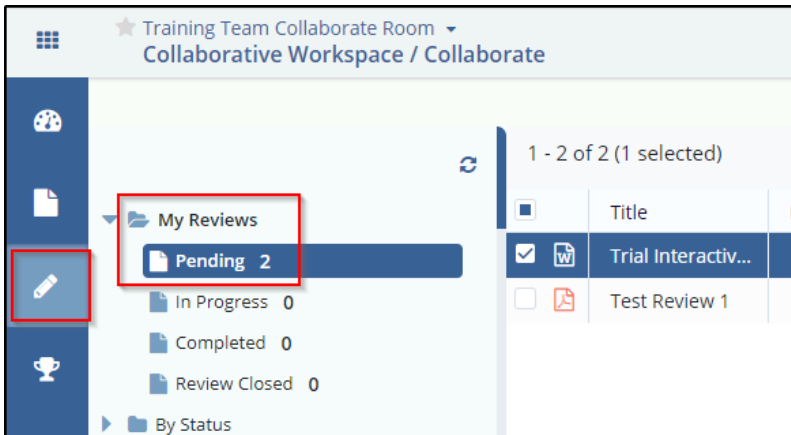 Training Team Collaborate Room
Collaborative Workspace / Collaborate
1 - 2 of 2 (1 selected)
My Reviews
Title
Pending 2
Trial Interactiv...
In Progress 0
Test Review 1
Completed 0
Review Closed 0
By Status